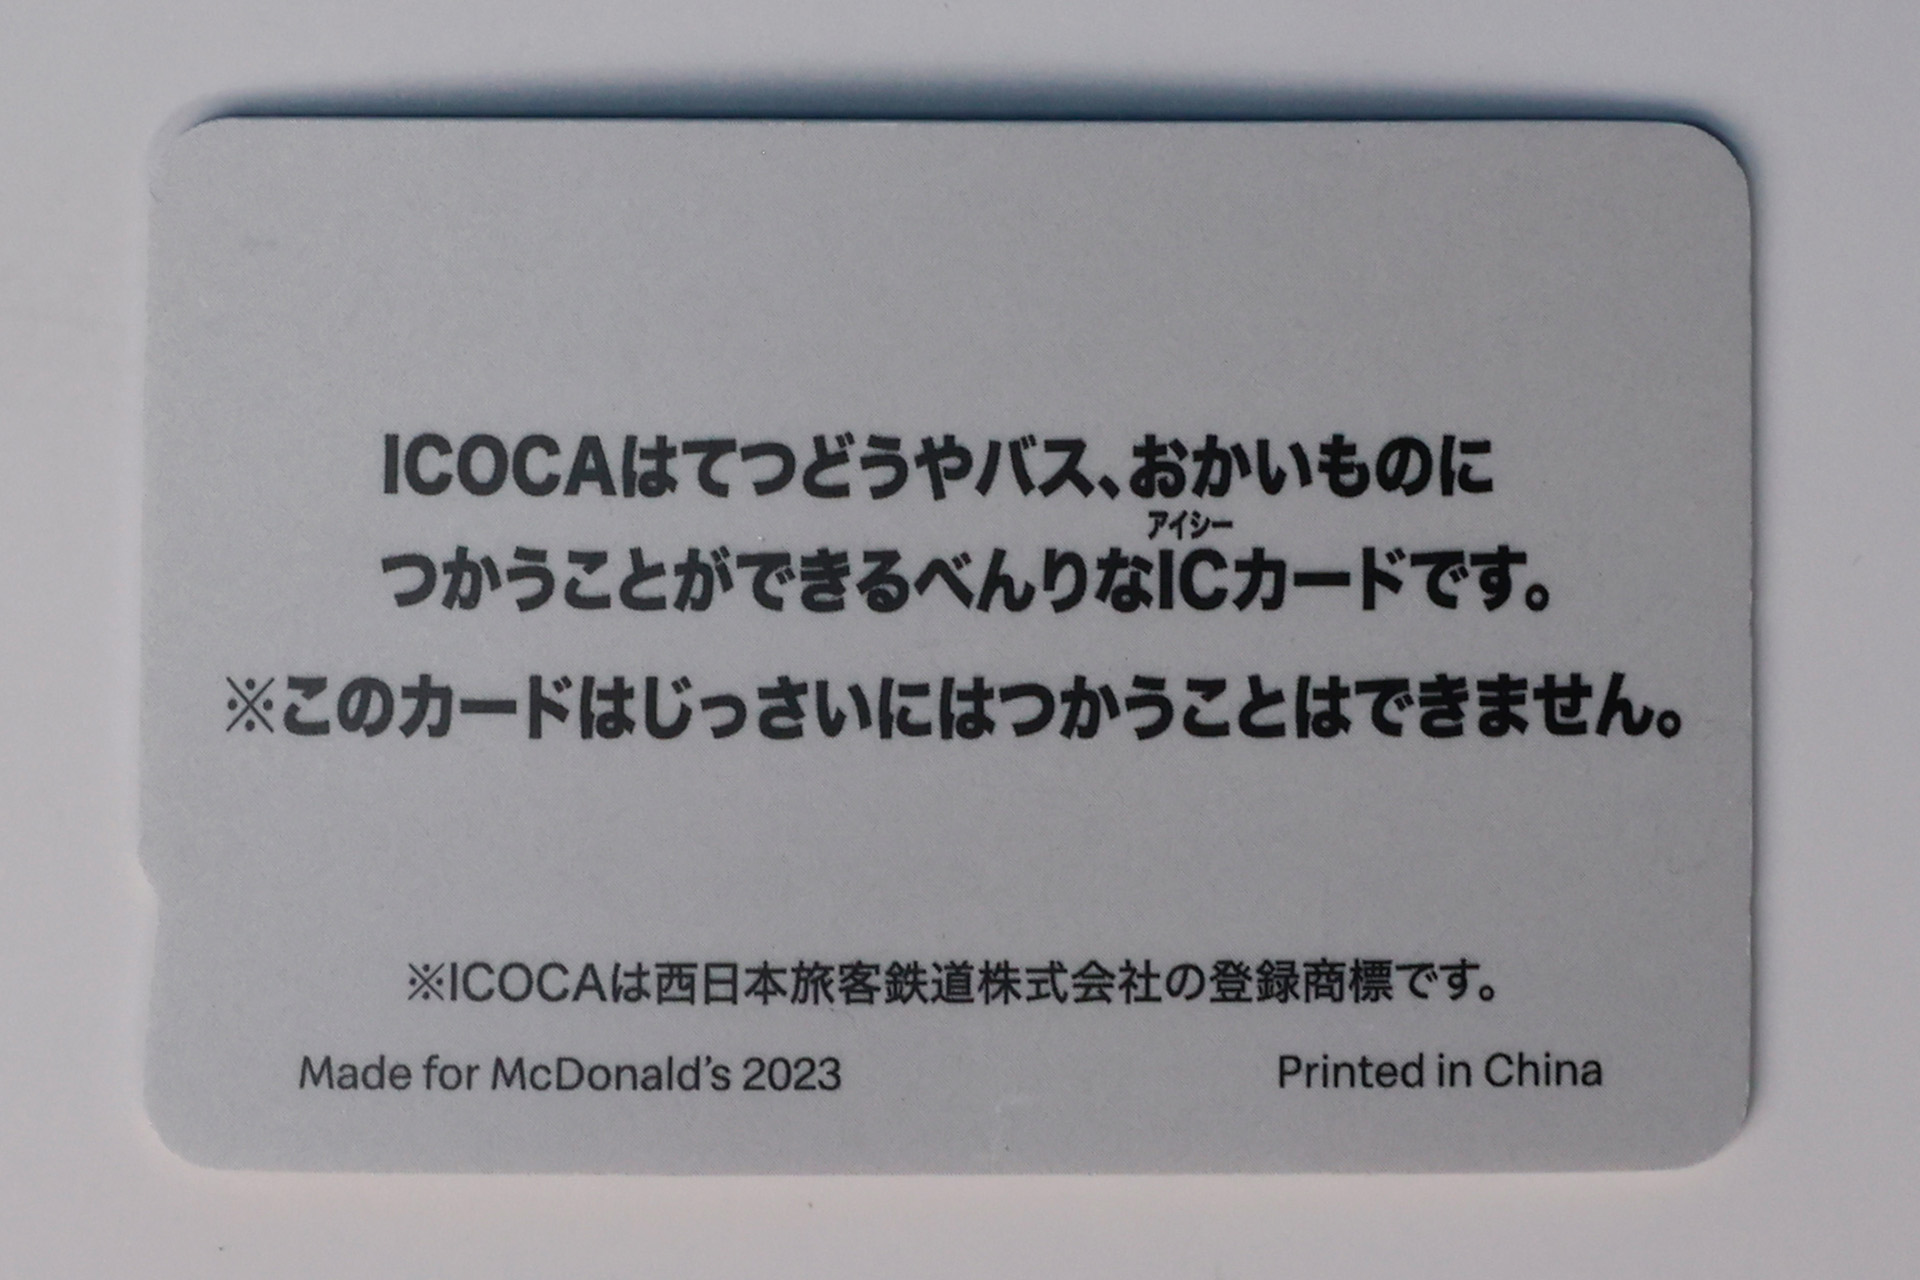 ICOCAはてつどうやバス、おかいものに
アイシー
つかうことができるべんりなICカードです。
※このカードはじっさいにはつかうことはできません。
※ICOCAは西日本旅客鉄道株式会社の登録商標です。
Made for McDonald’s 2023
Printed in China